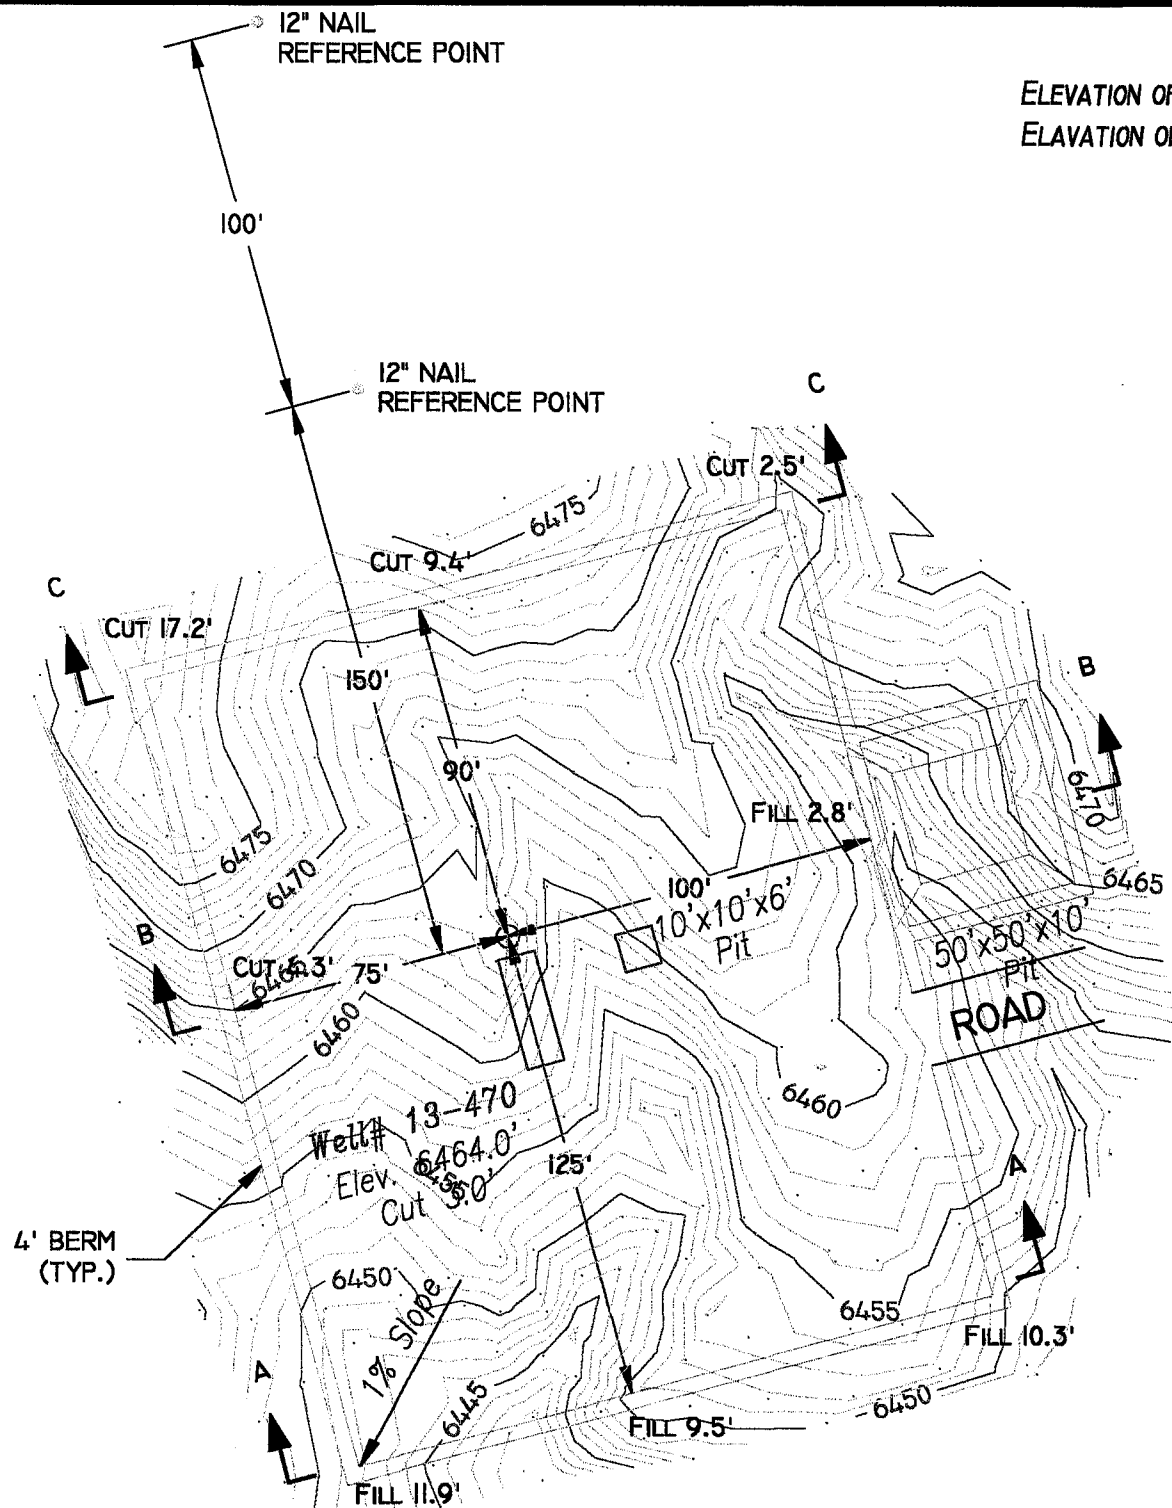 12" NAIL
REFERENCE POINT
ELEVATION OF
ELAVATION O
100'
12" NAIL
REFERENCE POINT
C
CUT 2.5'
6475
CUT 9.4'
C
CUT 17.2'
150'
B
90'
6470
FILL 2.8'
6475
6470
100'
6465
10'x10'x6'
Pit
50'x50'x10'
Pit
B
CUT 5.3'
6465
75'
ROAD
6460
6460
Well# 13-470
Elev. 6464.0'
6455
Cut 5.0'
125'
A
4' BERM
(TYP.)
6450
1% Slope
6455
FILL 10.3'
A
6445
6450
FILL 9.5'
FILL 11.9'